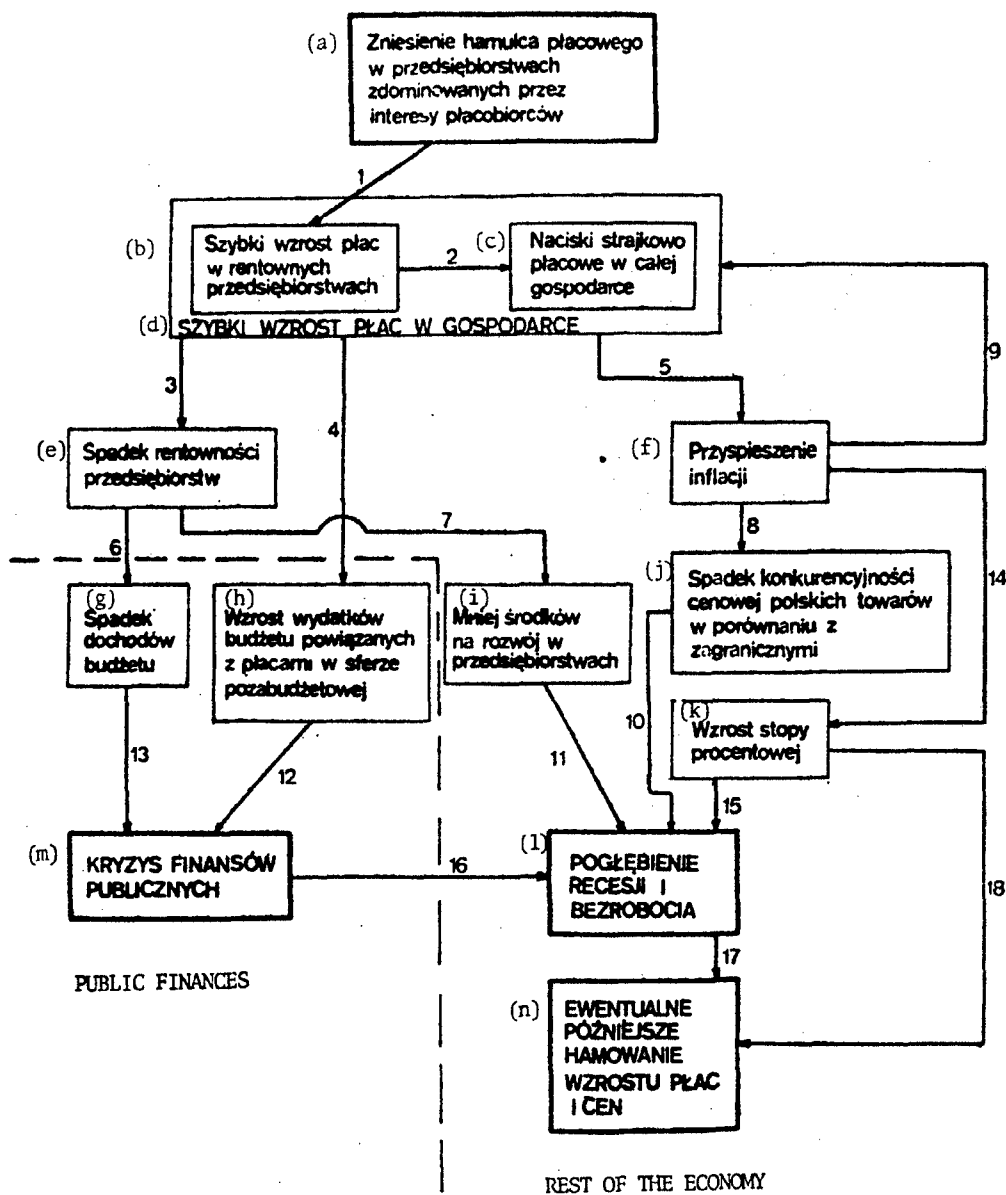 (a)
Zniesienie hamulca płacowego
w przedsiębiorstwach
zdominowanych przez
interesy płacobiorców
1
(b)
Szybki wzrost płac
w rentownych
przedsiębiorstwach
2
(c)
Naciski strajkowo
płacowe w całej
gospodarce
(d) SZYBKI WZROST PŁAC W GOSPODARCE
3
4
5
9
(e)
Spadek rentowności
przedsiębiorstw
(f)
Przyspieszenie
inflacji
6
7
8
14
(g)
Spadek
dochodów
budżetu
(h)
Wzrost wydatków
budżetu powiązanych
z płacami w sferze
pozabudżetowej
(i)
Mniej środków
na rozwój w
przedsiębiorstwach
(j)
Spadek konkurencyjności
cenowej polskich towarów
w porównaniu z
zagranicznymi
10
(k)
Wzrost stopy
procentowej
13
12
11
15
18
(m)
KRYZYS FINANSÓW
PUBLICZNYCH
16
(l)
POGŁĘBIENIE
RECESJI I
BEZROBOCIA
17
PUBLIC FINANCES
(n)
EWENTUALNE
PÓŹNIEJSZE
HAMOWANIE
WZROSTU PŁAC
I CEN
REST OF THE ECONOMY